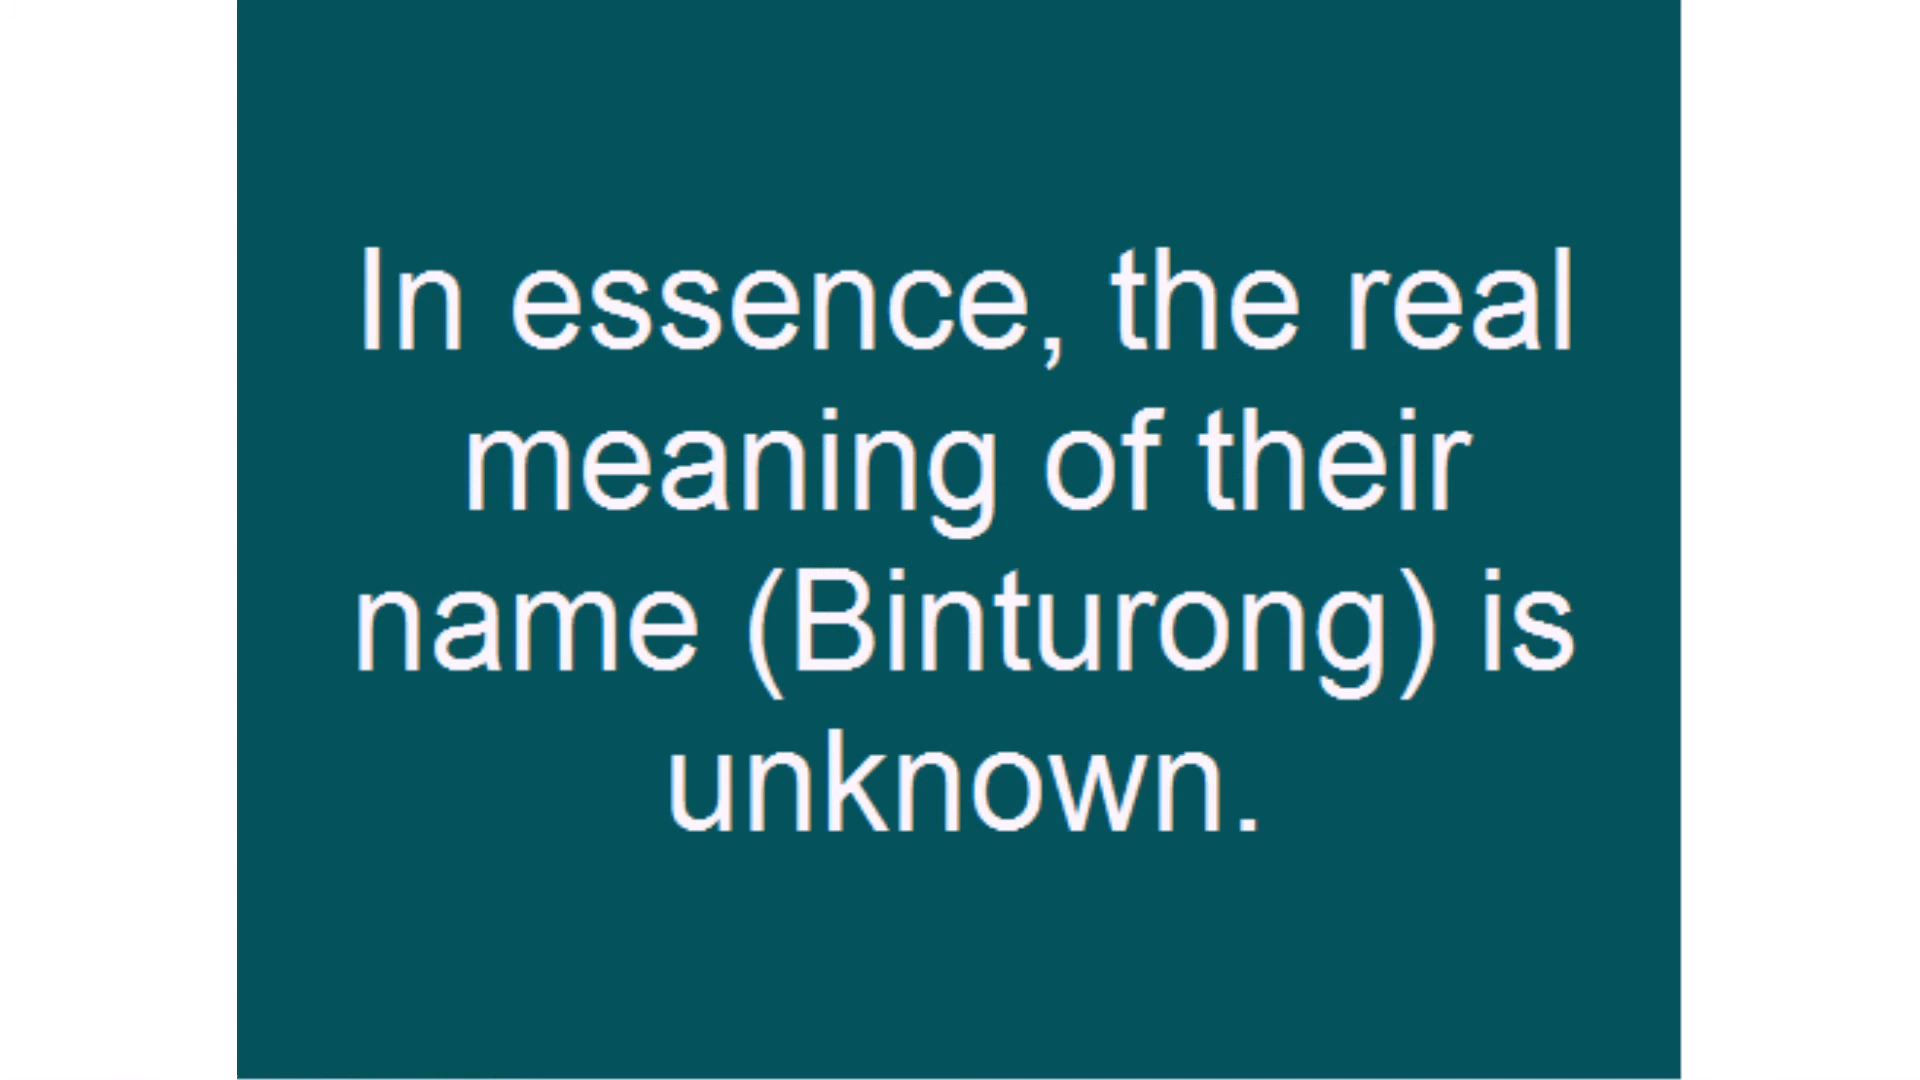 In essence, the real
meaning of their
name (Binturong) is
unknown.